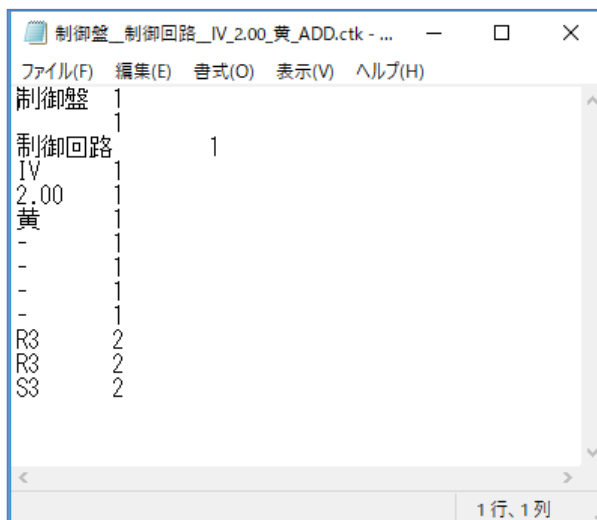 制御盤__制御回路__IV_2.00_黄_ADD.ctk - ...
ファイル(F) 編集(E) 書式(O) 表示(V) ヘルプ(H)
制御盤 1
1
制御回路 1
IV 1
2.00 1
黄 1
- 1
- 1
- 1
- 1
R3 2
R3 2
S3 2
1行、1列